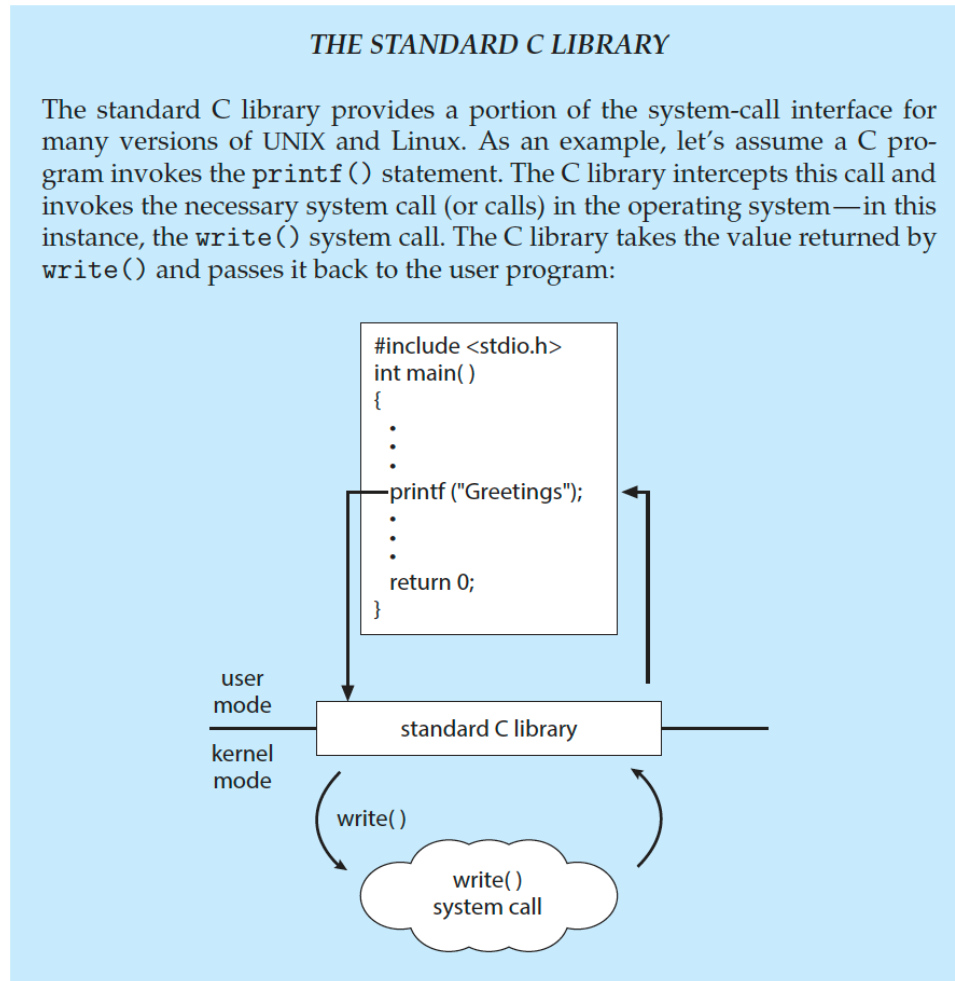 THE STANDARD C LIBRARY
The standard C library provides a portion of the system-call interface for
many versions of UNIX and Linux. As an example, let's assume a C pro-
gram invokes the printf() statement. The C library intercepts this call and
invokes the necessary system call (or calls) in the operating system—in this
instance, the write() system call. The C library takes the value returned by
write() and passes it back to the user program:
#include <stdio.h>
int main( )
{
.
.
.
printf ("Greetings");
.
.
.
return 0;
}
user
mode
standard C library
kernel
mode
write( )
write( )
system call